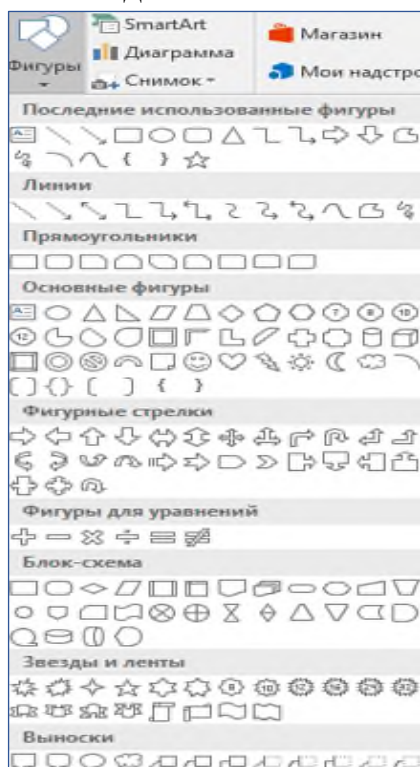 SmartArt
Магазин
Фигуры
Диаграмма
Снимок
Мои надстро
Последние использованные фигуры
Линии
Прямоугольники
Основные фигуры
Фигурные стрелки
Фигуры для уравнений
Блок-схема
Звезды и ленты
Выноски